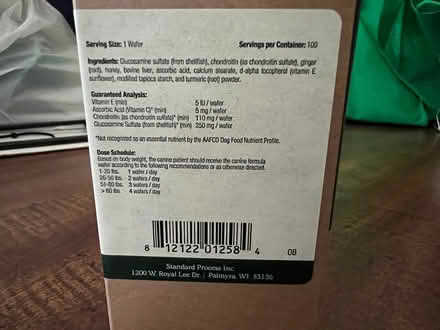 Serving Size: 1 Wafer Servings per Container: 100
Ingredients: Glucosamine sulfate (from shellfish), chondroitin (as chondroitin sulfate), ginger
(root), honey, bovine liver, ascorbic acid, calcium stearate, d-alpha tocopherol (vitamin E
sunflower), modified tapioca starch, and turmeric (root) powder.
Guaranteed Analysis:
Vitamin E (min) 5 IU / wafer
Ascorbic Acid (Vitamin C)* (min) 5 mg / wafer
Chondroitin (as chondroitin sulfate)* (min) 110 mg / wafer
Glucosamine Sulfate (from shellfish)* (min) 250 mg / wafer
*Not recognized as an essential nutrient by the AAFCO Dog Food Nutrient Profile.
Dose Schedule:
Based on body weight, the canine patient should receive the canine formula
wafer according to the following recommendations or as otherwise directed.
1-20 lbs. 1 wafer / day
20-50 lbs. 2 wafers / day
51-80 lbs. 3 wafers / day
> 80 lbs. 4 wafers / day
8 12122 01258 4 08
Standard Process Inc.
1200 W. Royal Lee Dr. | Palmyra, WI 53156